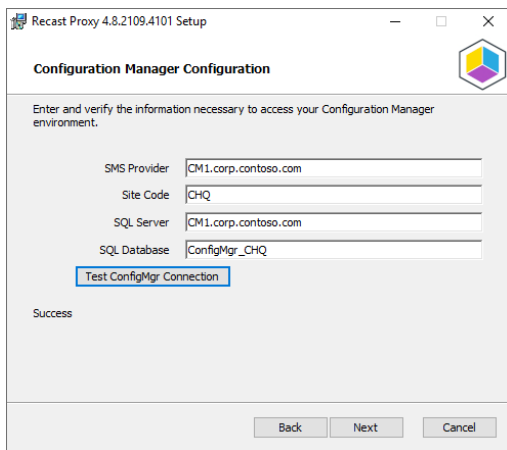 Recast Proxy 4.8.2109.4101 Setup
Configuration Manager Configuration
Enter and verify the information necessary to access your Configuration Manager
environment.
SMS Provider CM1.corp.contoso.com
Site Code CHQ
SQL Server CM1.corp.contoso.com
SQL Database ConfigMgr_CHQ
Test ConfigMgr Connection
Success
Back Next Cancel